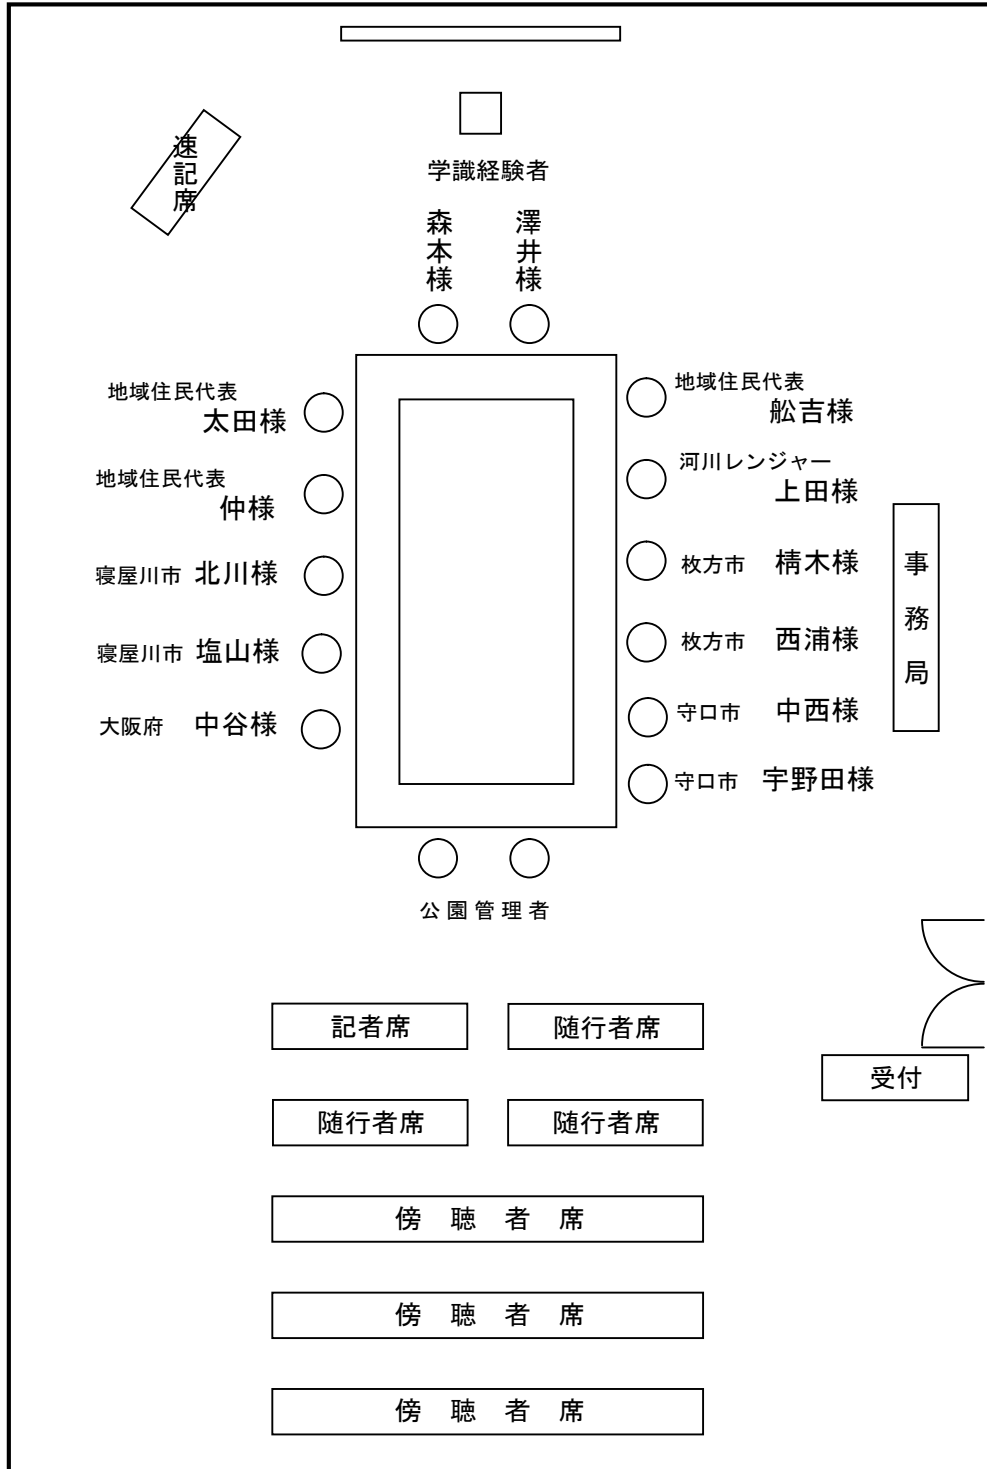 速記席
学識経験者
森本様
澤井様
地域住民代表
太田様
地域住民代表
舩吉様
地域住民代表
仲様
河川レンジャー
上田様
寝屋川市 北川様
枚方市 楠木様
寝屋川市 塩山様
枚方市 西浦様
大阪府 中谷様
守口市 中西様
守口市 宇野田様
事務局
公園管理者
記者席
随行者席
受付
随行者席
随行者席
傍聴者席
傍聴者席
傍聴者席